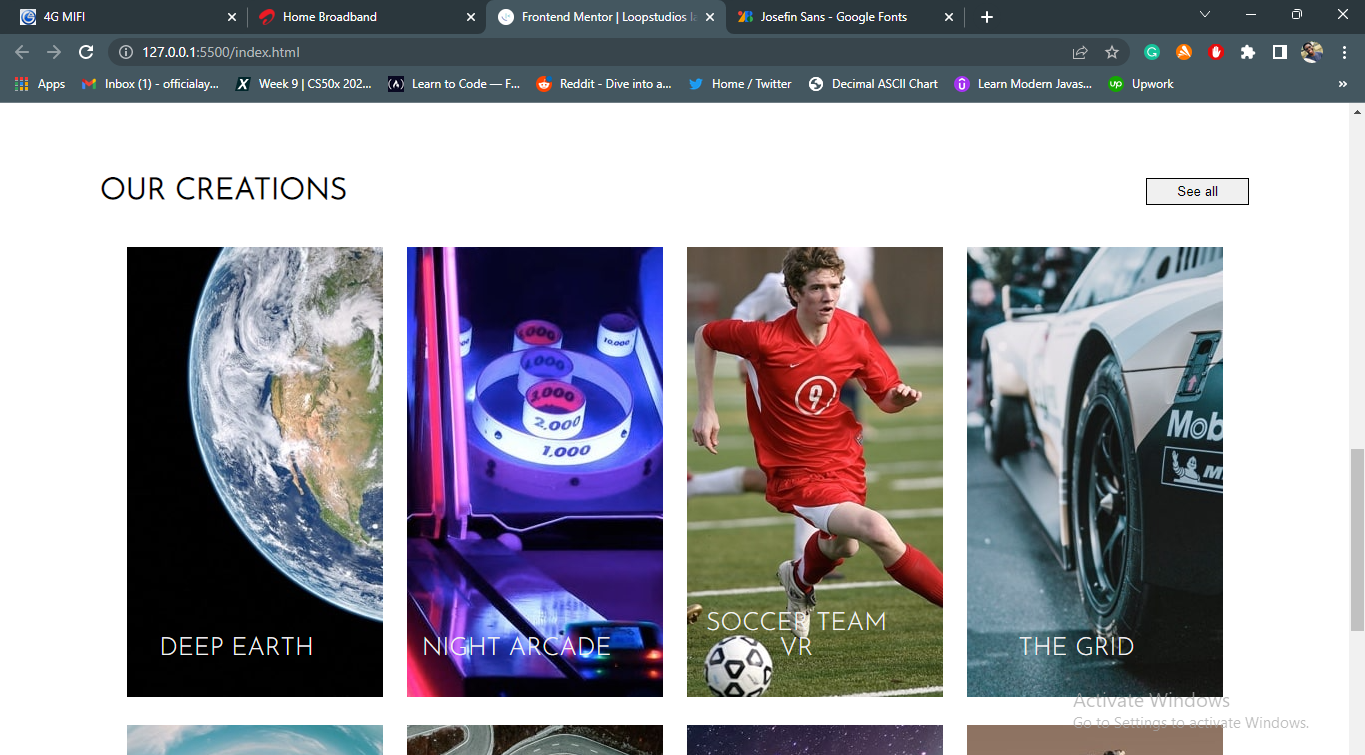 4G MIFI
Home Broadband
Frontend Mentor | Loopstudios la
Josefin Sans - Google Fonts
127.0.0.1:5500/index.html
Apps
Inbox (1) - officialay...
Week 9 | CS50x 202...
Learn to Code — F...
Reddit - Dive into a...
Home / Twitter
Decimal ASCII Chart
Learn Modern Javas...
Upwork
OUR CREATIONS
See all
10,000
2,000
1,000
9
Mob
DEEP EARTH
NIGHT ARCADE
SOCCER TEAM
VR
THE GRID
Activate Windows
Go to Settings to activate Windows.